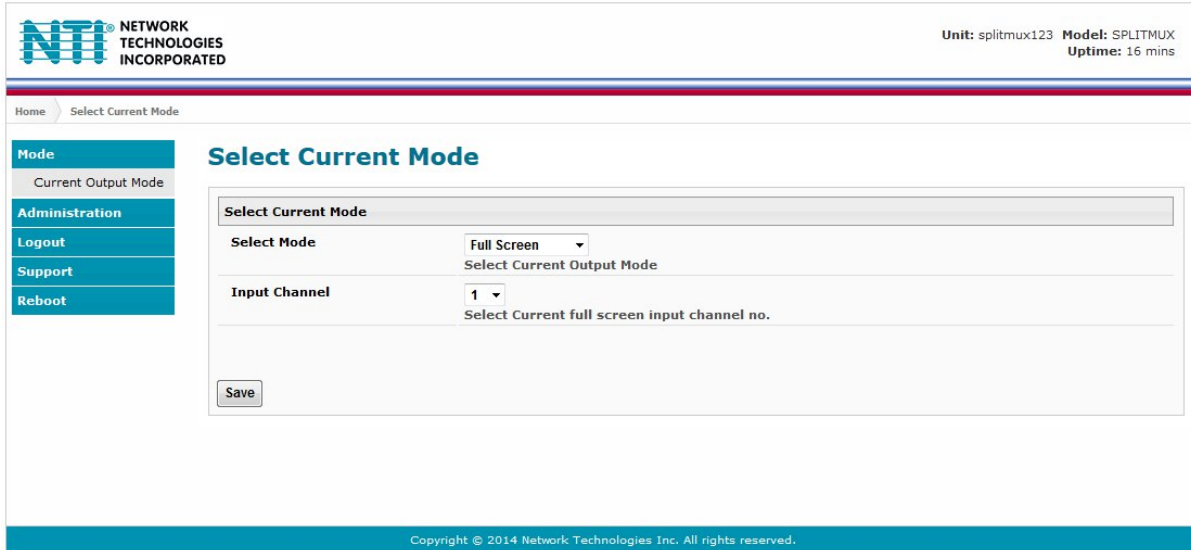 NTI® NETWORK
TECHNOLOGIES
INCORPORATED
Unit: splitmux123 Model: SPLITMUX
Uptime: 16 mins
Home Select Current Mode
Mode
Current Output Mode
Administration
Logout
Support
Reboot
Select Current Mode
Select Current Mode
Select Mode Full Screen
Select Current Output Mode
Input Channel 1
Select Current full screen input channel no.
Save
Copyright © 2014 Network Technologies Inc. All rights reserved.